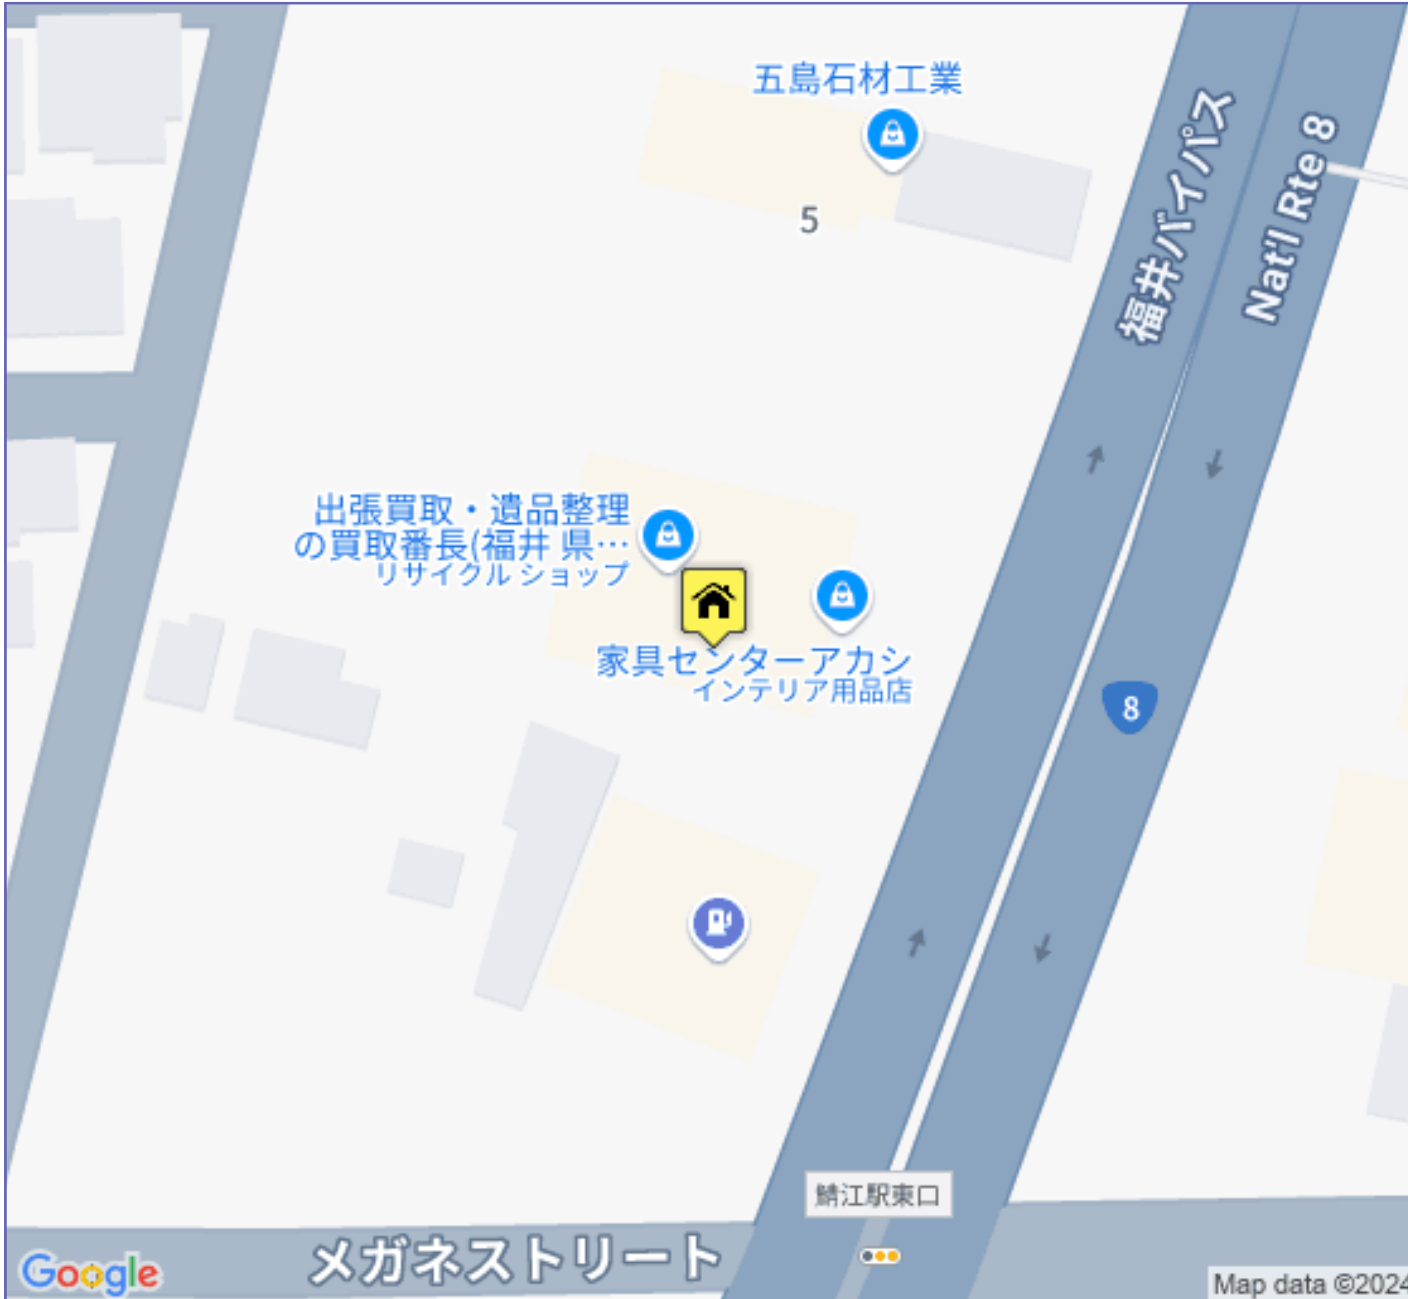 五島石材工業
福井バイパス
Nat'l Rte 8
5
出張買取・遺品整理
の買取番長(福井 県…
リサイクル ショップ
家具センターアカシ
インテリア用品店
8
鯖江駅東口
メガネストリート
Google
Map data ©2024